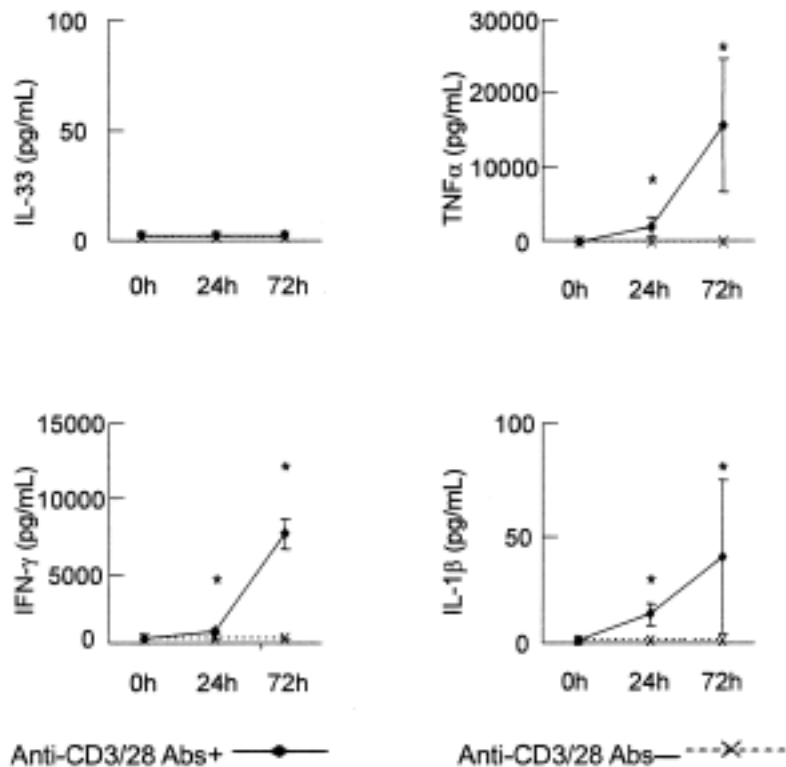 100
50
0
IL-33 (pg/mL)
0h 24h 72h
30000
20000
10000
0
TNFα (pg/mL)
*
*
0h 24h 72h
15000
10000
5000
0
IFN-γ (pg/mL)
*
*
0h 24h 72h
100
50
0
IL-1β (pg/mL)
*
*
0h 24h 72h
Anti-CD3/28 Abs+
Anti-CD3/28 Abs—